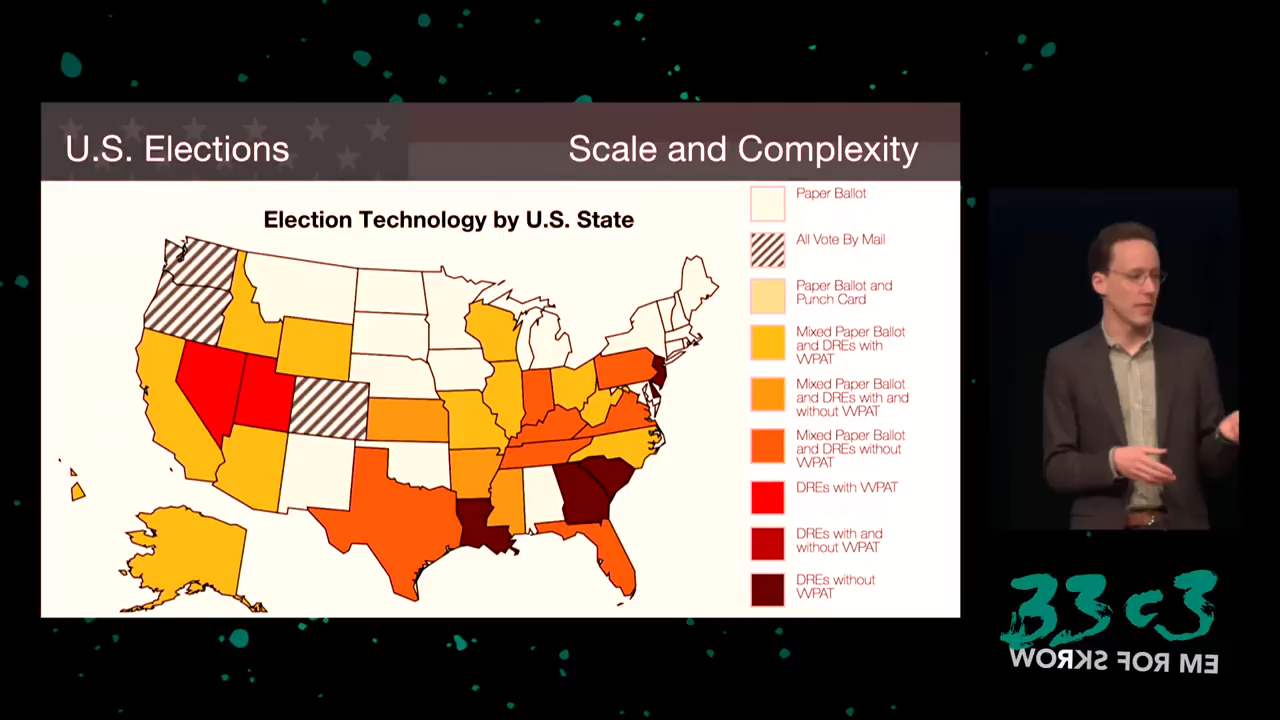 U.S. Elections
Scale and Complexity
Election Technology by U.S. State
Paper Ballot
All Vote By Mail
Paper Ballot and
Punch Card
Mixed Paper Ballot
and DREs with
VVPAT
Mixed Paper Ballot
and DREs with and
without VVPAT
Mixed Paper Ballot
and DREs without
VVPAT
DREs with VVPAT
DREs with and
without VVPAT
DREs without
VVPAT
33c3
WORKS FOR ME